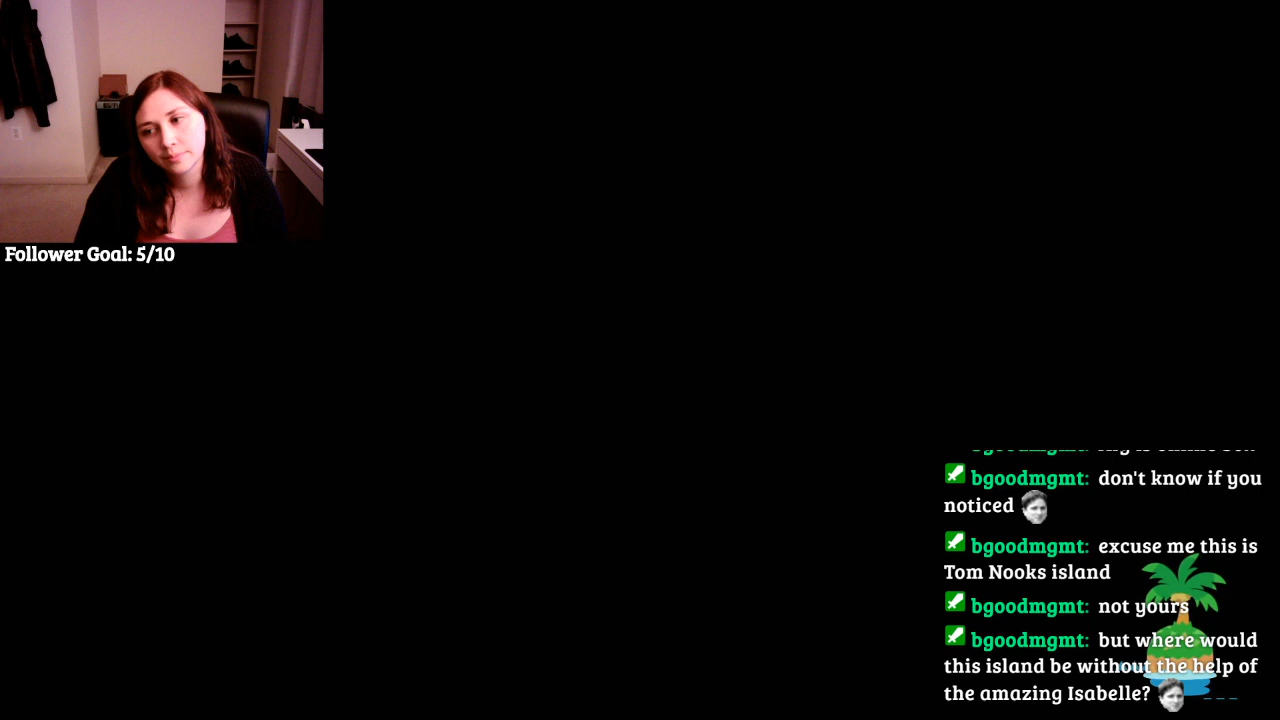 Follower Goal: 5/10
bgoodmgmt: don't know if you
noticed
bgoodmgmt: excuse me this is
Tom Nooks island
bgoodmgmt: not yours
bgoodmgmt: but where would
this island be without the help of
the amazing Isabelle?